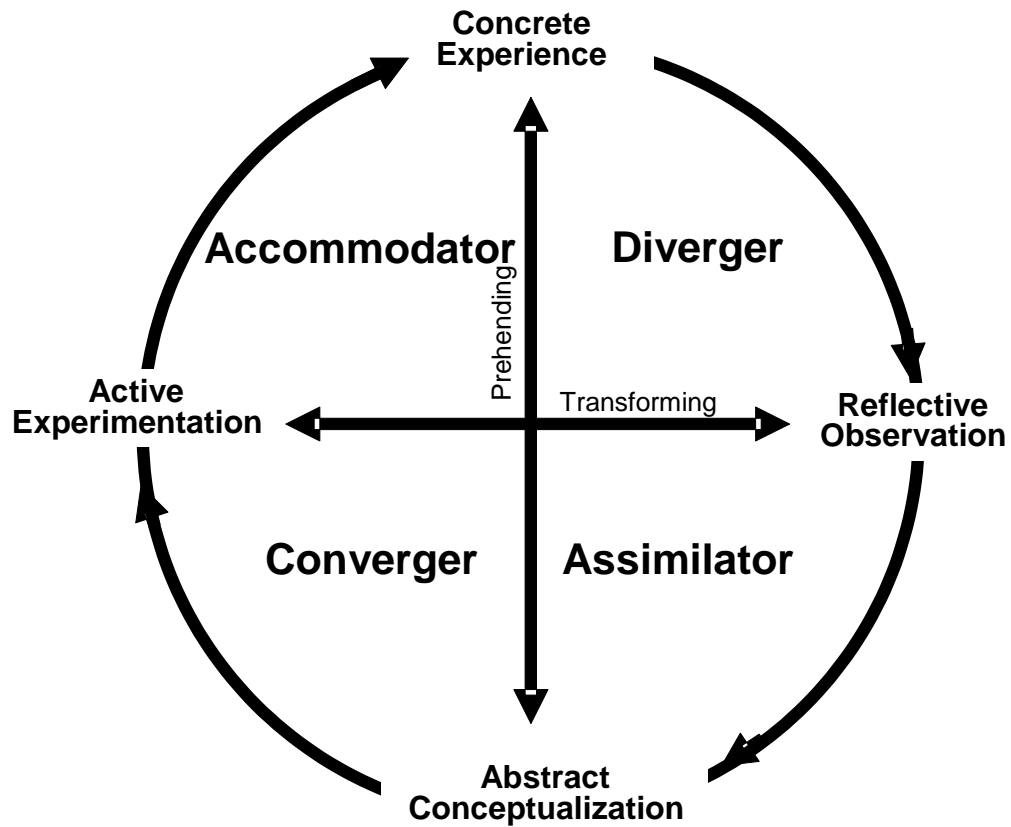 Concrete
Experience
Accommodator
Diverger
Prehending
Transforming
Active
Experimentation
Reflective
Observation
Converger
Assimilator
Abstract
Conceptualization